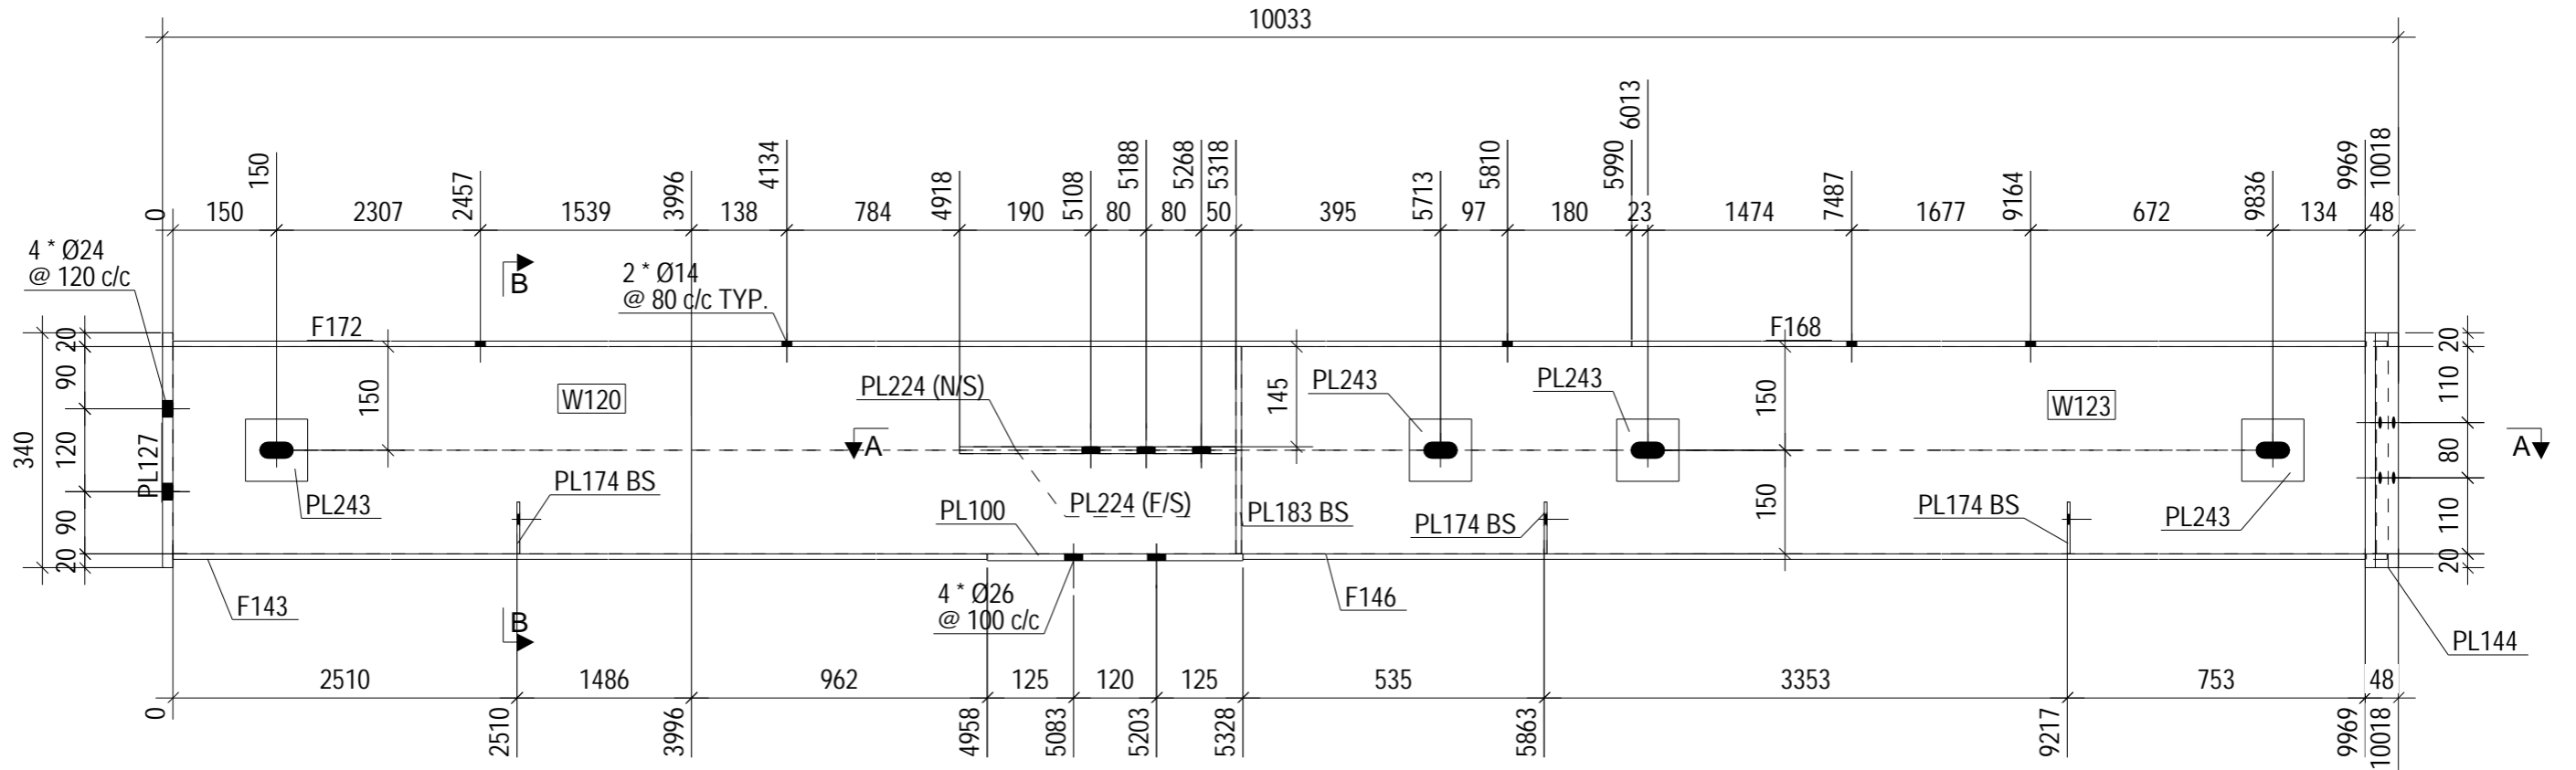 10033
0
150
2457
3996
4134
4918
5108
5188
5268
5318
5713
5810
5990
6013
7487
9164
9836
9969
10018
150
2307
1539
138
784
190
80
80
50
395
97
180
23
1474
1677
672
134
48
4 * Ø24
@ 120 c/c
B
2 * Ø14
@ 80 c/c TYP.
F172
F168
340
20
90
120
90
20
PL127
150
W120
PL224 (N/S)
145
PL243
PL243
150
W123
20
110
80
110
20
A
A
PL243
PL174 BS
PL100
PL224 (F/S)
PL183 BS
PL174 BS
150
PL174 BS
PL243
F143
B
4 * Ø26
@ 100 c/c
F146
PL144
2510
1486
962
125
120
125
535
3353
753
48
0
2510
3996
4958
5083
5203
5328
5863
9217
9969
10018